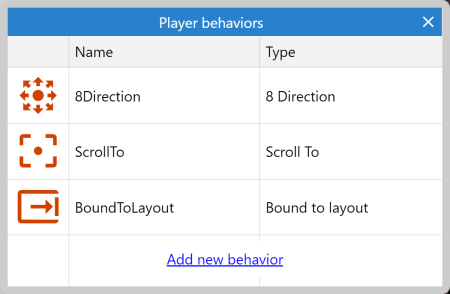 Player behaviors
Name Type
8Direction 8 Direction
ScrollTo Scroll To
BoundToLayout Bound to layout
Add new behavior